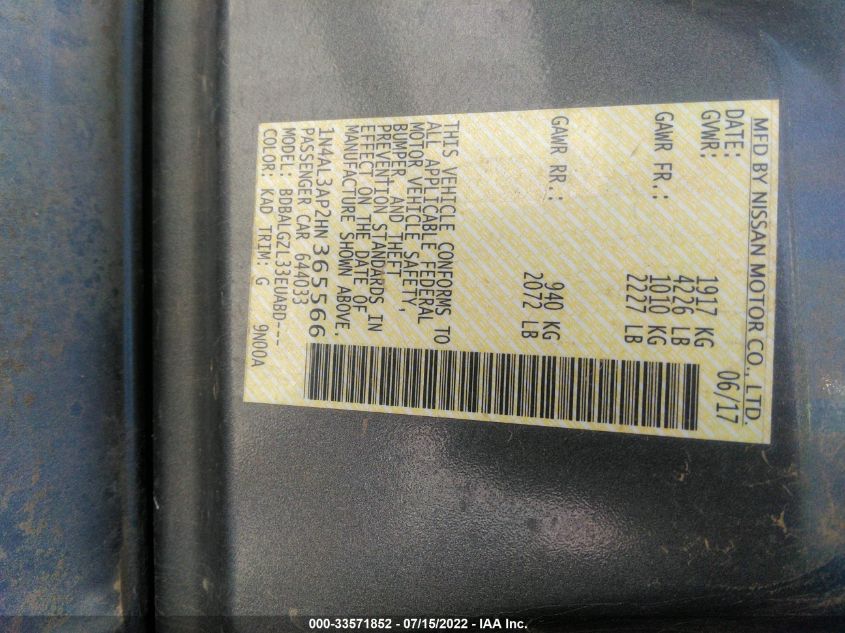 MFD BY NISSAN MOTOR CO., LTD.
DATE: 06/17
GVWR: 1917 KG
4226 LB
GAWR FR.: 1010 KG
2227 LB
GAWR RR.: 940 KG
2072 LB
THIS VEHICLE CONFORMS TO
ALL APPLICABLE FEDERAL
MOTOR VEHICLE SAFETY,
BUMPER, AND THEFT
PREVENTION STANDARDS IN
EFFECT ON THE DATE OF
MANUFACTURE SHOWN ABOVE.
1N4AL3AP2HN365566
PASSENGER CAR 644033
MODEL: BDBALGZL33EUABD---
COLOR: KAD TRIM: G 9N00A
000-33571852 - 07/15/2022 - IAA Inc.